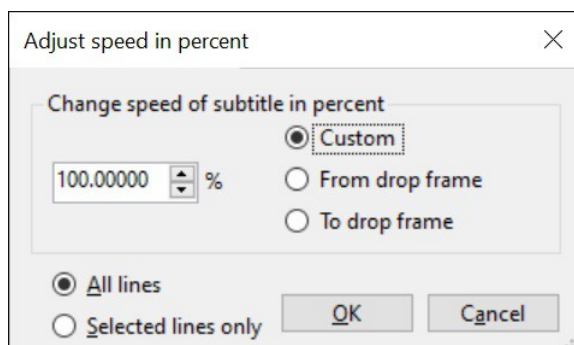 Adjust speed in percent
Change speed of subtitle in percent
Custom
100.00000 %
From drop frame
To drop frame
All lines
Selected lines only
OK
Cancel